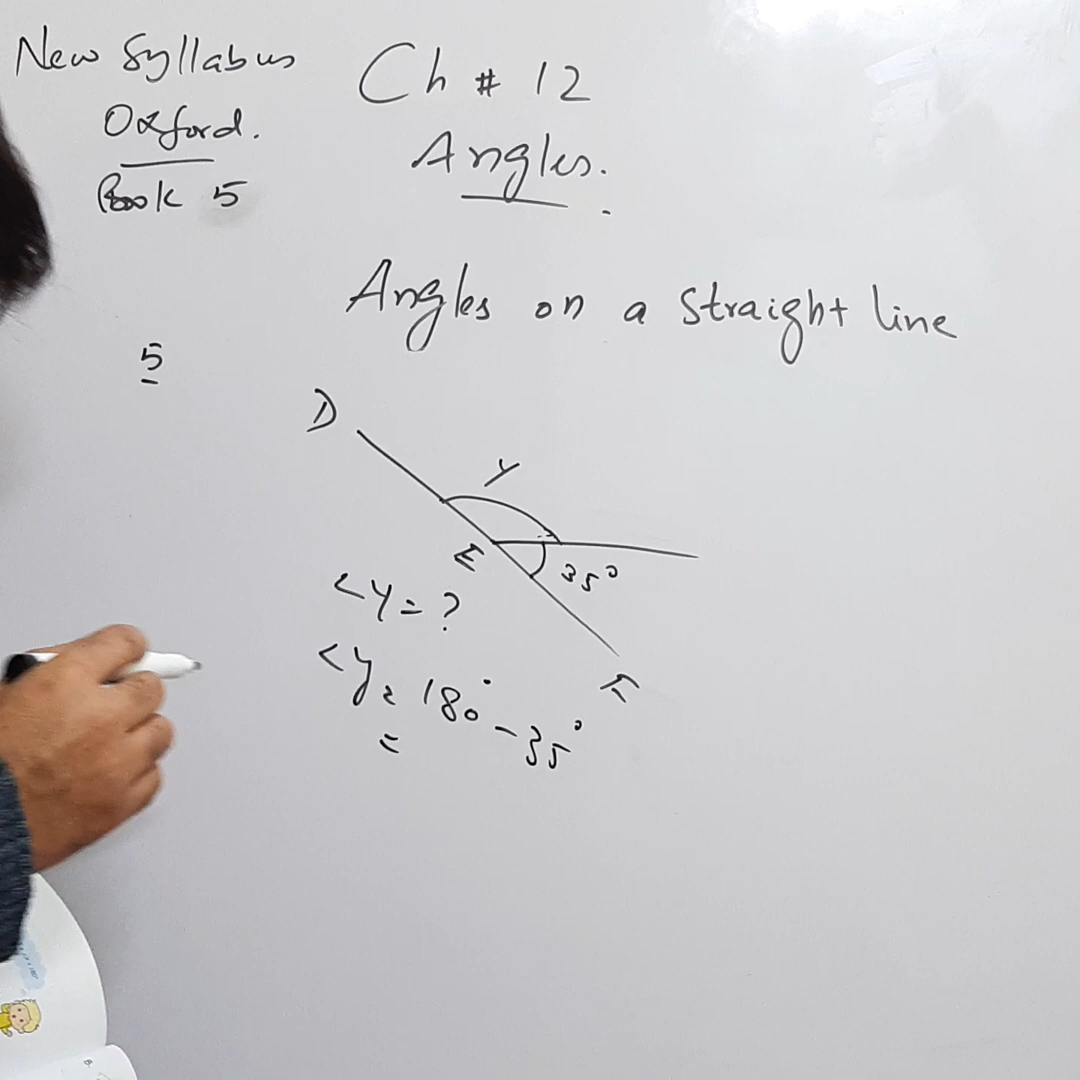 New Syllabus
Oxford.
Book 5
Ch # 12
Angles.
Angles on a straight line
5
D
y
E
35°
F
<y = ?
<y = 180° - 35°
=